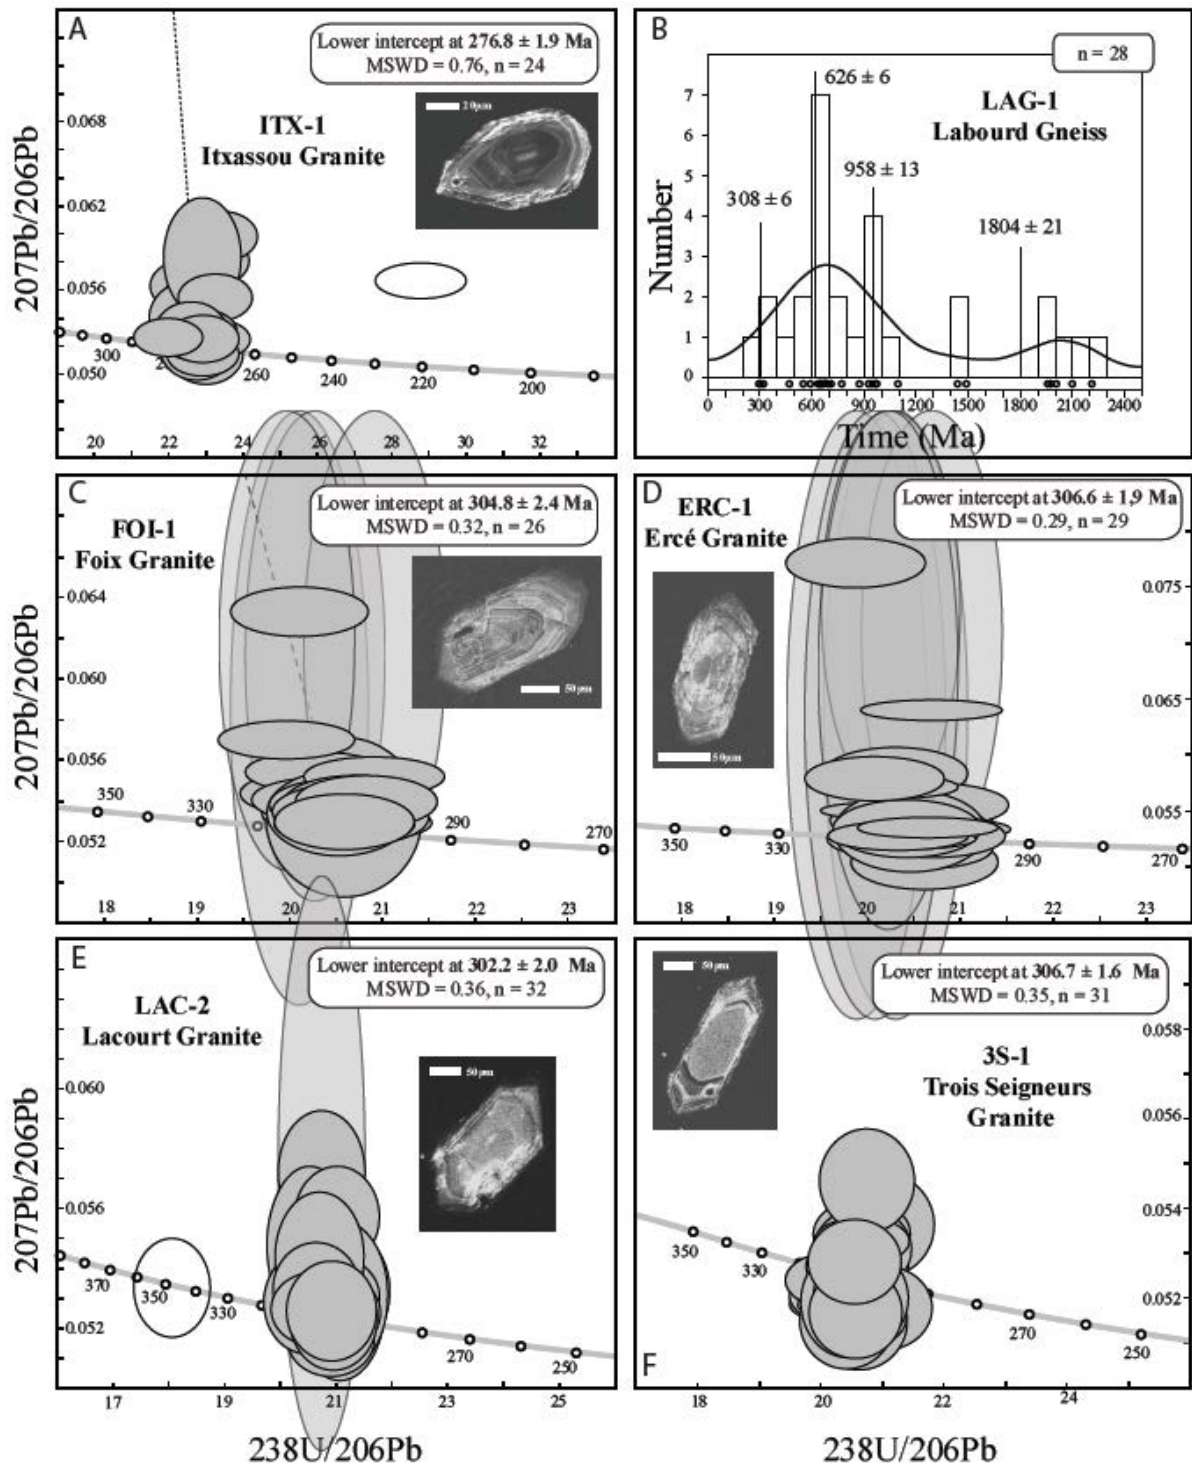 A
Lower intercept at 276.8 ± 1.9 Ma
MSWD = 0.76, n = 24
20µm
ITX-1
Itxassou Granite
207Pb/206Pb
0.068
0.062
0.056
0.050
300
260
240
220
200
20
22
24
26
28
30
32
B
n = 28
LAG-1
Labourd Gneiss
626 ± 6
958 ± 13
308 ± 6
1804 ± 21
Number
7
6
5
4
3
2
1
0
0
300
600
900
1200
1500
1800
2100
2400
Time (Ma)
C
Lower intercept at 304.8 ± 2.4 Ma
MSWD = 0.32, n = 26
FOI-1
Foix Granite
50µm
207Pb/206Pb
0.064
0.060
0.056
0.052
350
330
290
270
18
19
20
21
22
23
D
Lower intercept at 306.6 ± 1,9 Ma
MSWD = 0.29, n = 29
ERC-1
Ercé Granite
50µm
0.075
0.065
0.055
350
330
290
270
18
19
20
21
22
23
E
Lower intercept at 302.2 ± 2.0 Ma
MSWD = 0.36, n = 32
LAC-2
Lacourt Granite
50µm
207Pb/206Pb
0.060
0.056
0.052
370
350
330
270
250
17
19
21
23
25
238U/206Pb
50µm
Lower intercept at 306.7 ± 1.6 Ma
MSWD = 0.35, n = 31
3S-1
Trois Seigneurs
Granite
0.058
0.056
0.054
0.052
350
330
270
250
F
18
20
22
24
238U/206Pb